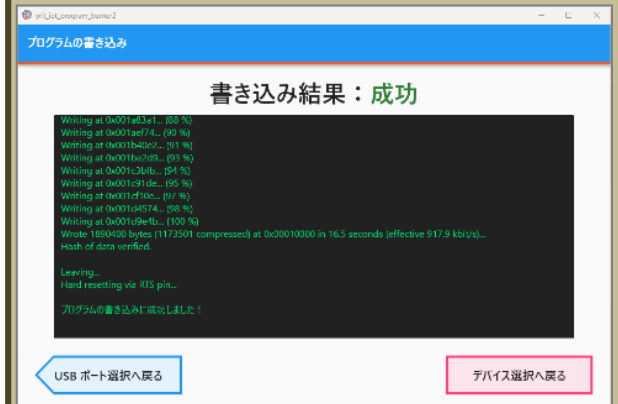 yrit_iot_program_burner2
プログラムの書き込み
書き込み結果：成功
Writing at 0x001a83a1... (88 %)
Writing at 0x001aef74... (90 %)
Writing at 0x001b40e2... (91 %)
Writing at 0x001ba2d9... (93 %)
Writing at 0x001c3b1b... (94 %)
Writing at 0x001c91de... (95 %)
Writing at 0x001cf10e... (97 %)
Writing at 0x001d4574... (98 %)
Writing at 0x001d9e4b... (100 %)
Wrote 1890400 bytes (1173501 compressed) at 0x00010000 in 16.5 seconds (effective 917.9 kbit/s)...
Hash of data verified.
Leaving...
Hard resetting via RTS pin...
プログラムの書き込みに成功しました！
USB ポート選択へ戻る
デバイス選択へ戻る